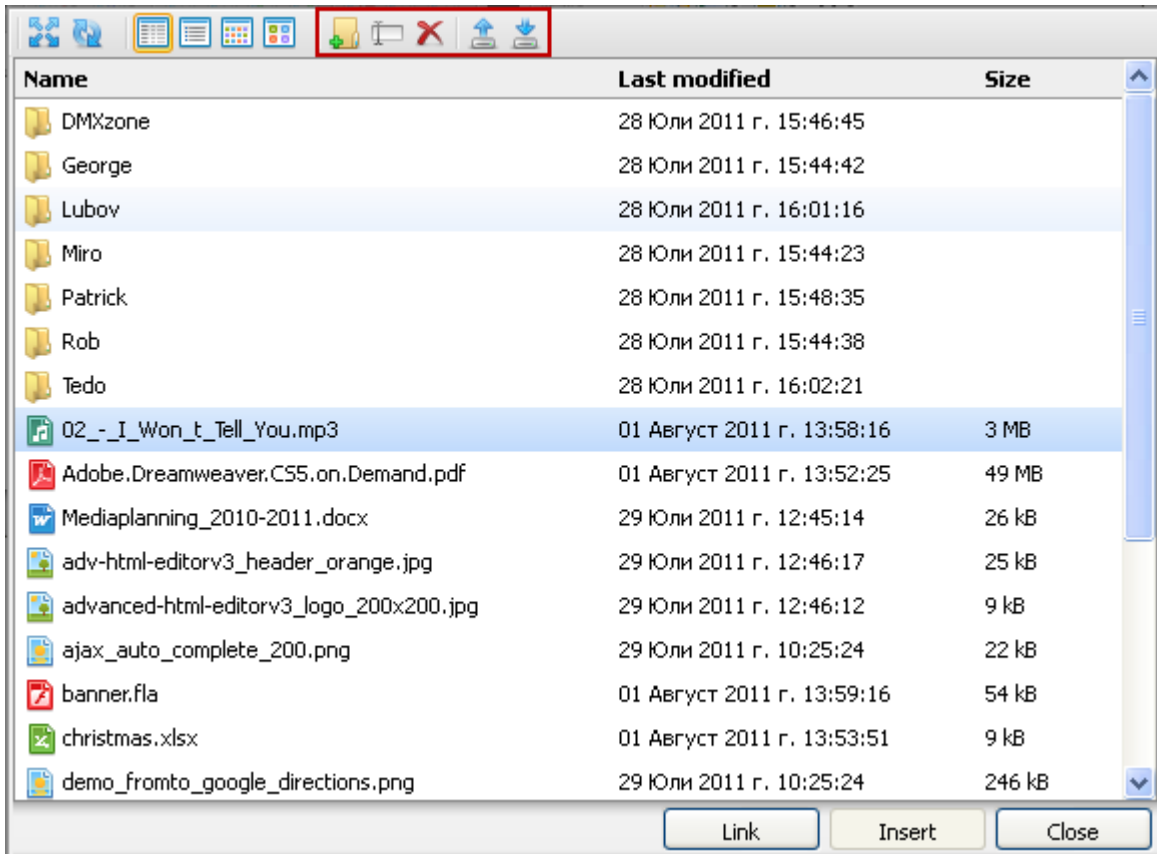 Name Last modified Size
DMXzone 28 Юли 2011 г. 15:46:45
George 28 Юли 2011 г. 15:44:42
Lubov 28 Юли 2011 г. 16:01:16
Miro 28 Юли 2011 г. 15:44:23
Patrick 28 Юли 2011 г. 15:48:35
Rob 28 Юли 2011 г. 15:44:38
Tedo 28 Юли 2011 г. 16:02:21
02_-_I_Won_t_Tell_You.mp3 01 Август 2011 г. 13:58:16 3 MB
Adobe.Dreamweaver.CS5.on.Demand.pdf 01 Август 2011 г. 13:52:25 49 MB
Mediaplanning_2010-2011.docx 29 Юли 2011 г. 12:45:14 26 kB
adv-html-editorv3_header_orange.jpg 29 Юли 2011 г. 12:46:17 25 kB
advanced-html-editorv3_logo_200x200.jpg 29 Юли 2011 г. 12:46:12 9 kB
ajax_auto_complete_200.png 29 Юли 2011 г. 10:25:24 22 kB
banner.fla 01 Август 2011 г. 13:59:16 54 kB
christmas.xlsx 01 Август 2011 г. 13:53:51 9 kB
demo_fromto_google_directions.png 29 Юли 2011 г. 10:25:24 246 kB
Link Insert Close